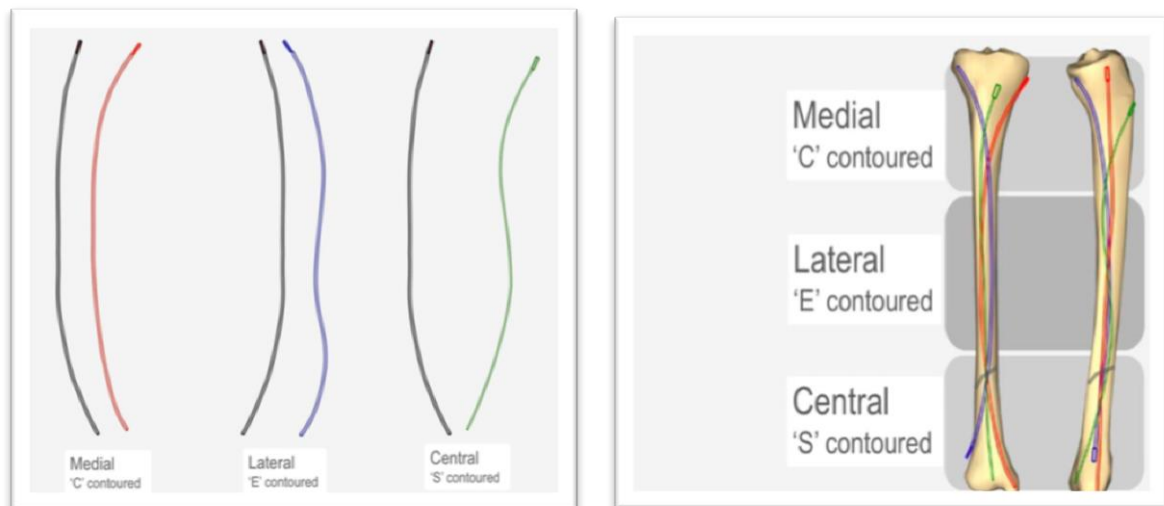 Medial
'C' contoured
Lateral
'E' contoured
Central
'S' contoured
Medial
'C' contoured
Lateral
'E' contoured
Central
'S' contoured